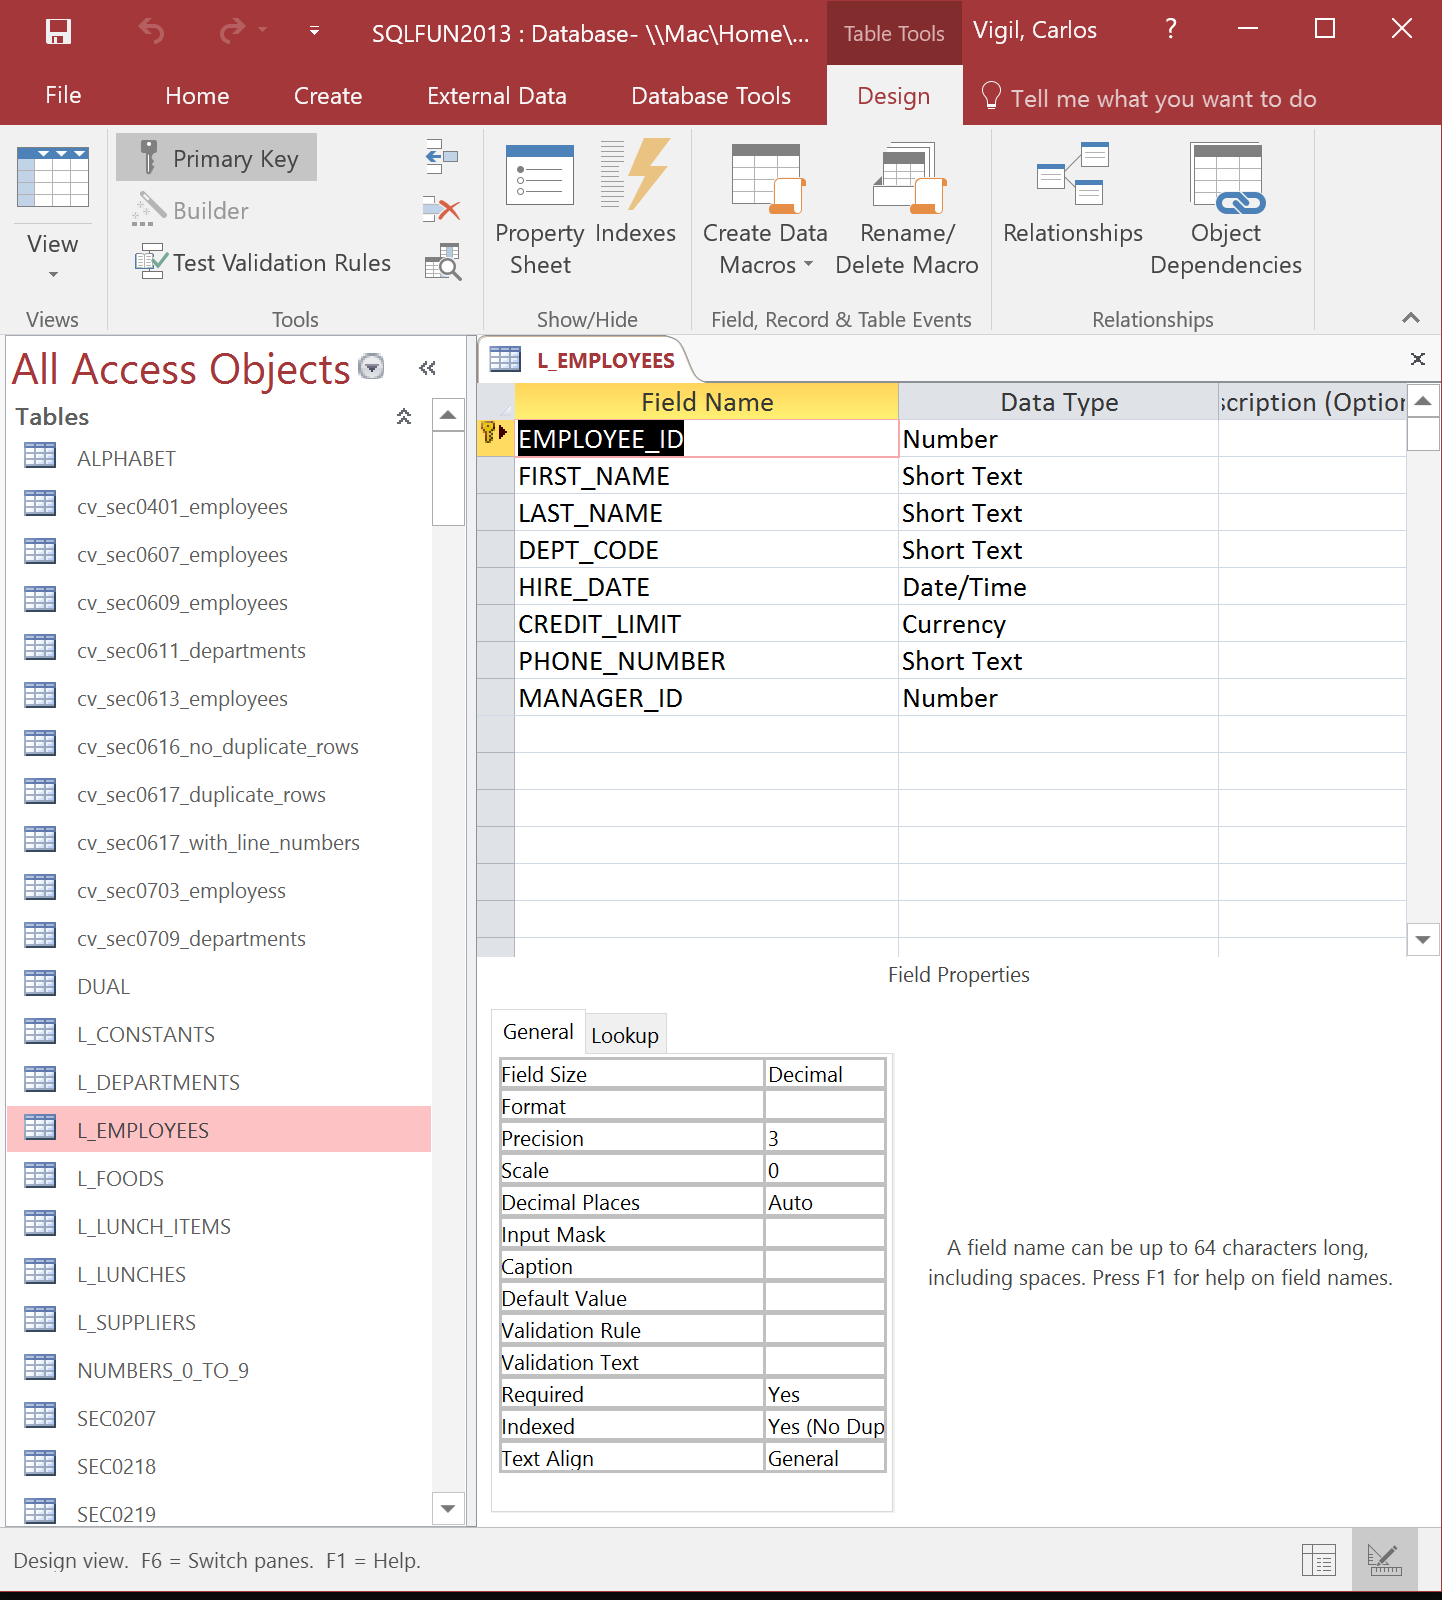 SQLFUN2013 : Database- \\Mac\Home\...
Table Tools
Vigil, Carlos
?
File
Home
Create
External Data
Database Tools
Design
Tell me what you want to do
View
Views
Primary Key
Builder
Test Validation Rules
Tools
Property Sheet
Indexes
Show/Hide
Create Data Macros
Rename/ Delete Macro
Field, Record & Table Events
Relationships
Object Dependencies
Relationships
All Access Objects
Tables
ALPHABET
cv_sec0401_employees
cv_sec0607_employees
cv_sec0609_employees
cv_sec0611_departments
cv_sec0613_employees
cv_sec0616_no_duplicate_rows
cv_sec0617_duplicate_rows
cv_sec0617_with_line_numbers
cv_sec0703_employess
cv_sec0709_departments
DUAL
L_CONSTANTS
L_DEPARTMENTS
L_EMPLOYEES
L_FOODS
L_LUNCH_ITEMS
L_LUNCHES
L_SUPPLIERS
NUMBERS_0_TO_9
SEC0207
SEC0218
SEC0219
L_EMPLOYEES
Field Name Data Type scription (Option
EMPLOYEE_ID Number
FIRST_NAME Short Text
LAST_NAME Short Text
DEPT_CODE Short Text
HIRE_DATE Date/Time
CREDIT_LIMIT Currency
PHONE_NUMBER Short Text
MANAGER_ID Number
Field Properties
General Lookup
Field Size Decimal
Format
Precision 3
Scale 0
Decimal Places Auto
Input Mask
Caption
Default Value
Validation Rule
Validation Text
Required Yes
Indexed Yes (No Dup
Text Align General
A field name can be up to 64 characters long,
including spaces. Press F1 for help on field names.
Design view. F6 = Switch panes. F1 = Help.